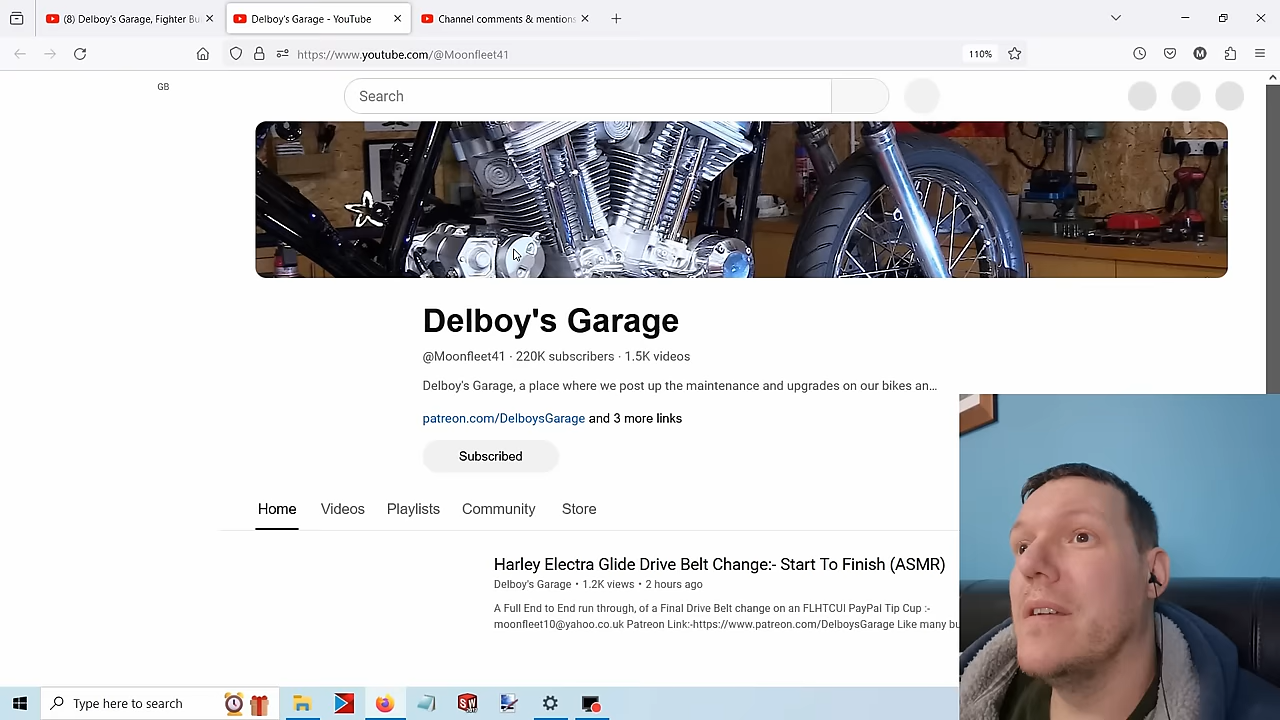 (8) Delboy's Garage, Fighter Bu
Delboy's Garage - YouTube
Channel comments & mentions
https://www.youtube.com/@Moonfleet41
110%
M
GB
Search
Delboy's Garage
@Moonfleet41 · 220K subscribers · 1.5K videos
Delboy's Garage, a place where we post up the maintenance and upgrades on our bikes an...
patreon.com/DelboysGarage and 3 more links
Subscribed
Home Videos Playlists Community Store
Harley Electra Glide Drive Belt Change:- Start To Finish (ASMR)
Delboy's Garage • 1.2K views • 2 hours ago
A Full End to End run through, of a Final Drive Belt change on an FLHTCUI PayPal Tip Cup :-
moonfleet10@yahoo.co.uk Patreon Link:-https://www.patreon.com/DelboysGarage Like many bu
Type here to search